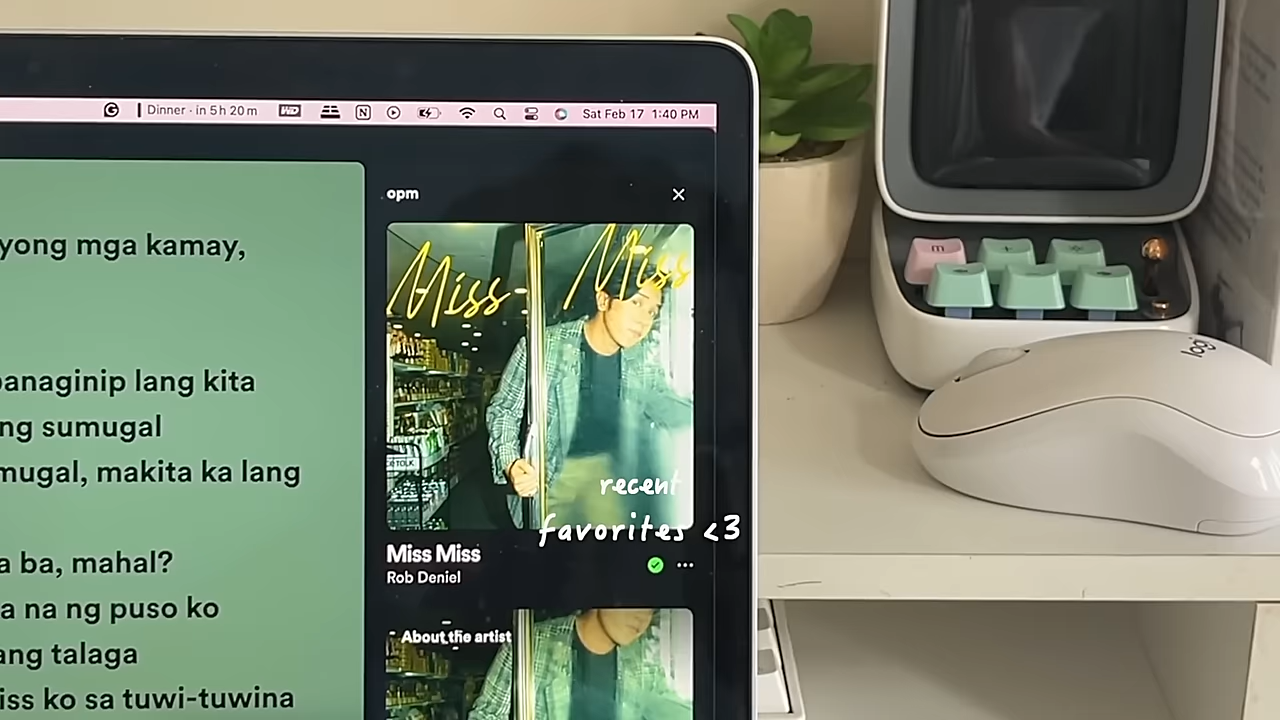 Dinner · in 5 h 20 m
Sat Feb 17 1:40 PM
opm
yong mga kamay,
panaginip lang kita
ng sumugal
mugal, makita ka lang
a ba, mahal?
a na ng puso ko
ang talaga
iss ko sa tuwi-tuwina
Miss Miss
recent
favorites <3
Miss Miss
Rob Deniel
About the artist
logi